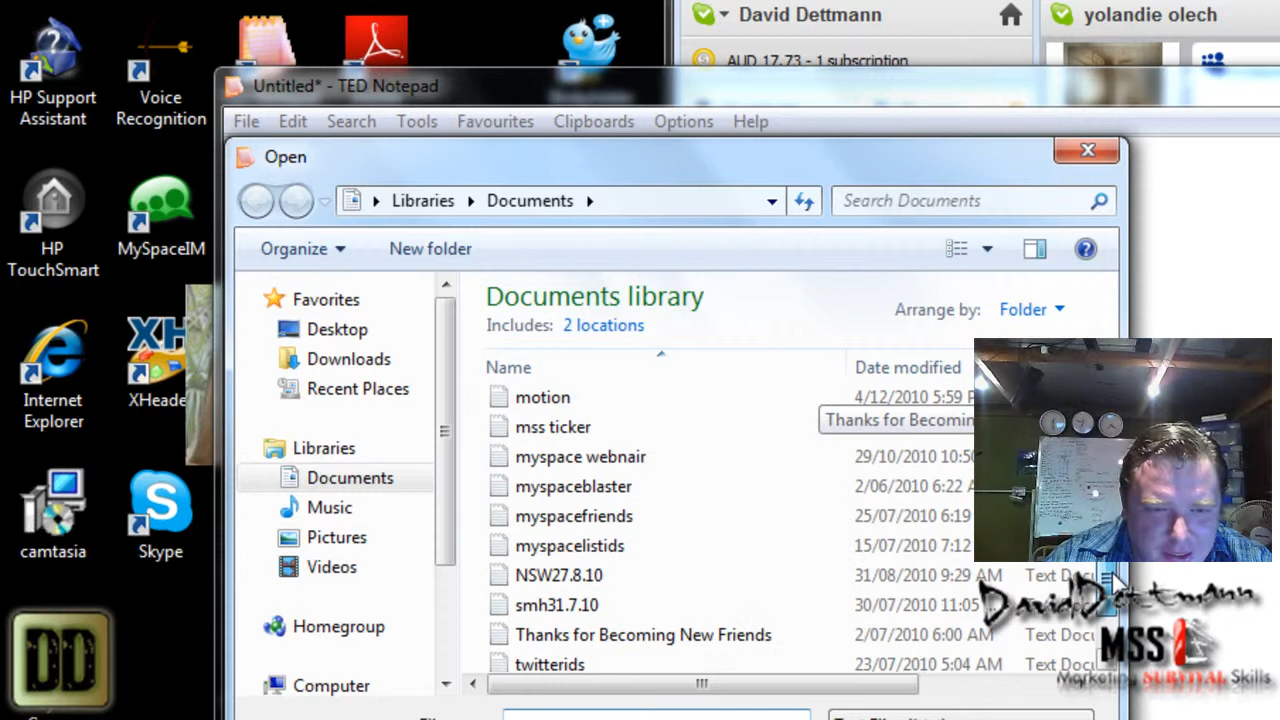 David Dettmann
yolandie olech
AUD 17.73 - 1 subscription
HP Support Assistant
Voice Recognition
Untitled* - TED Notepad
File Edit Search Tools Favourites Clipboards Options Help
Open
Libraries Documents
Search Documents
HP TouchSmart
MySpaceIM
Organize
New folder
Favorites
Desktop
Downloads
Recent Places
Libraries
Documents
Music
Pictures
Videos
Homegroup
Computer
Documents library
Includes: 2 locations
Arrange by: Folder
Name Date modified
motion 4/12/2010 5:59
Thanks for Becomin
mss ticker
myspace webnair 29/10/2010 10:50
myspaceblaster 2/06/2010 6:22
myspacefriends 25/07/2010 6:19
myspacelistids 15/07/2010 7:12
NSW27.8.10 31/08/2010 9:29 AM Text Docu
smh31.7.10 30/07/2010 11:05
Thanks for Becoming New Friends 2/07/2010 6:00 AM Text Docu
twitterids 23/07/2010 5:04 AM Text Docu
Internet Explorer
XH
XHeade
camtasia
Skype
DD
David Dettmann
MSS
Marketing SURVIVAL Skills